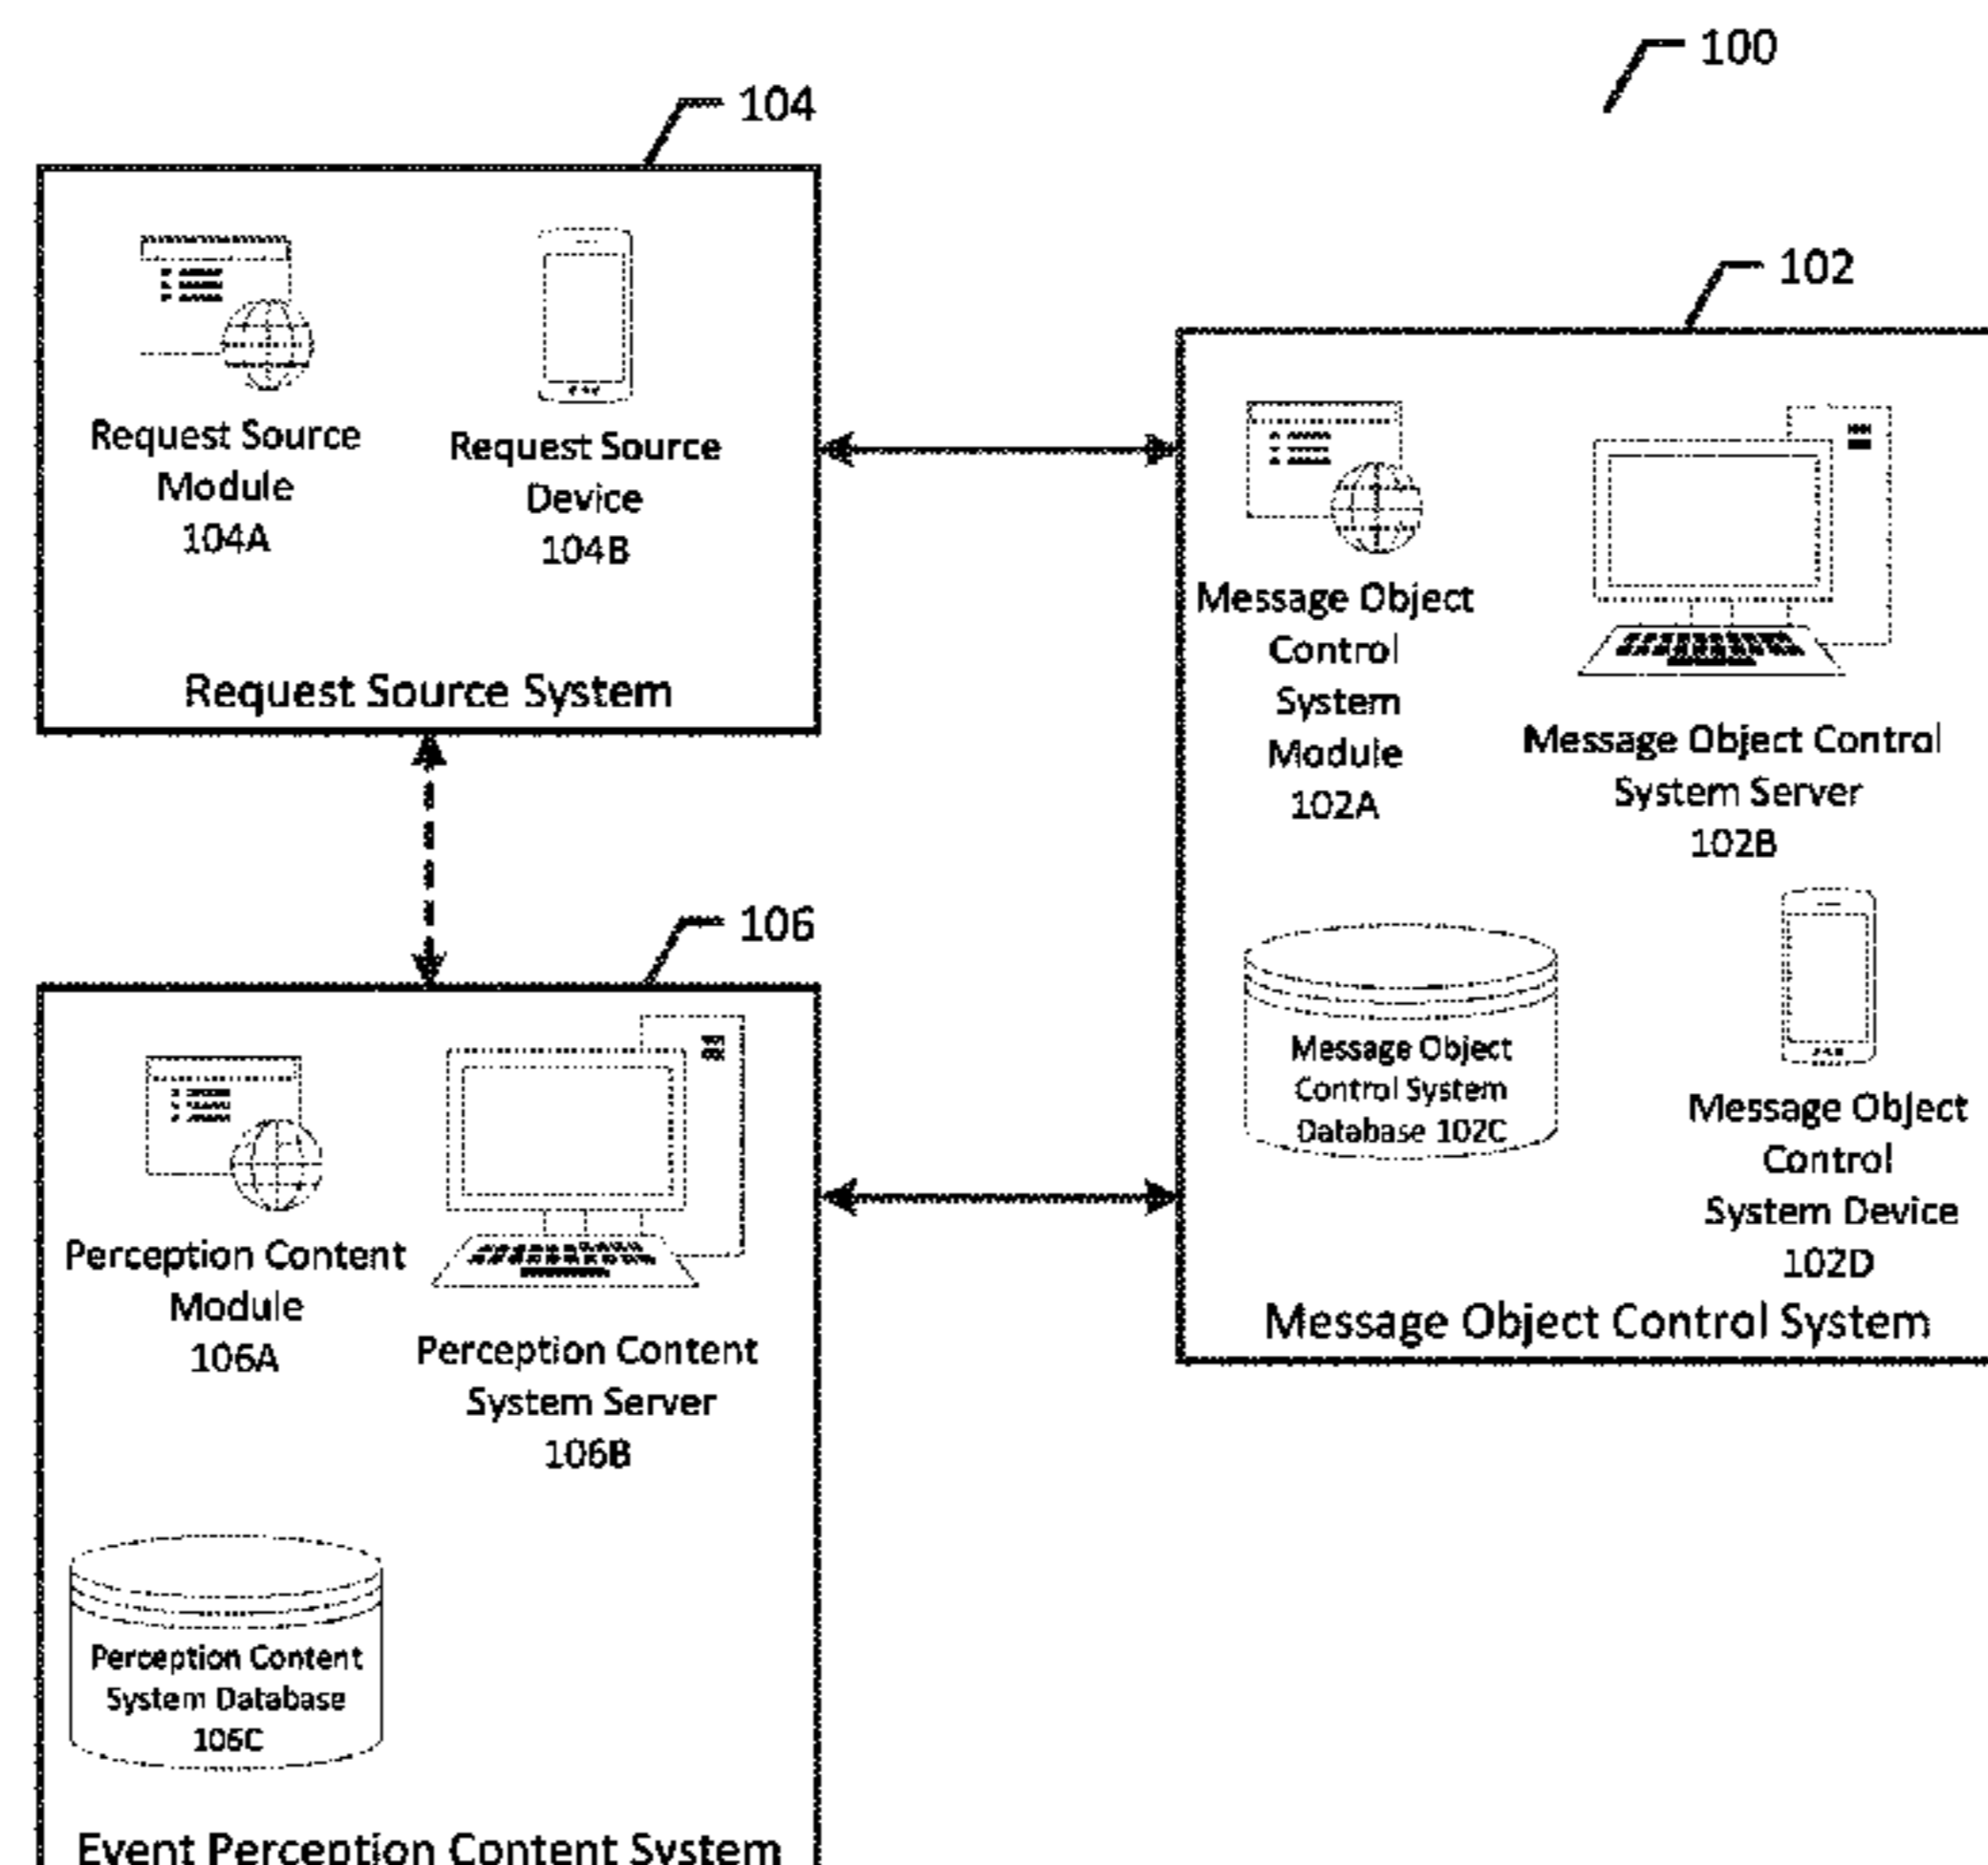 100
104
Request Source
Module
104A
Request Source
Device
104B
Request Source System
102
Message Object
Control
System
Module
102A
Message Object Control
System Server
102B
Message Object
Control System
Database 102C
Message Object
Control
System Device
102D
Message Object Control System
106
Perception Content
Module
106A
Perception Content
System Server
106B
Perception Content
System Database
106C
Event Perception Content System